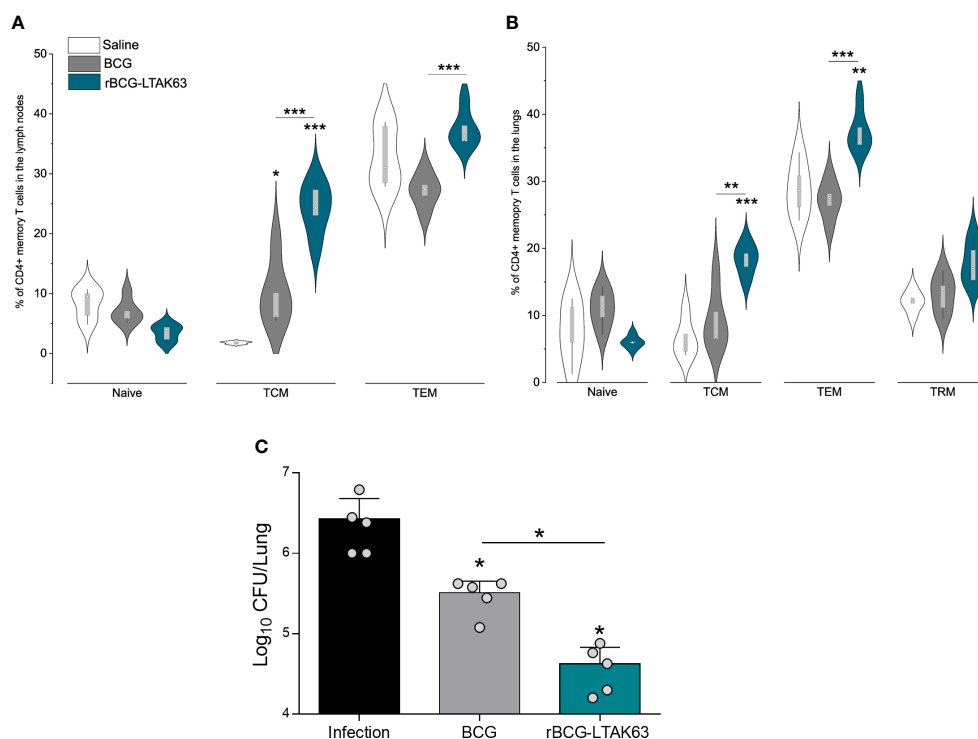 A
Saline
BCG
rBCG-LTAK63
% of CD4+ memory T cells in the lymph nodes
50
40
30
20
10
0
*
***
***
***
Naive
TCM
TEM
B
% of CD4+ memopry T cells in the lungs
50
40
30
20
10
0
**
***
***
**
Naive
TCM
TEM
TRM
C
Log10 CFU/Lung
7
6
5
4
*
*
*
Infection
BCG
rBCG-LTAK63